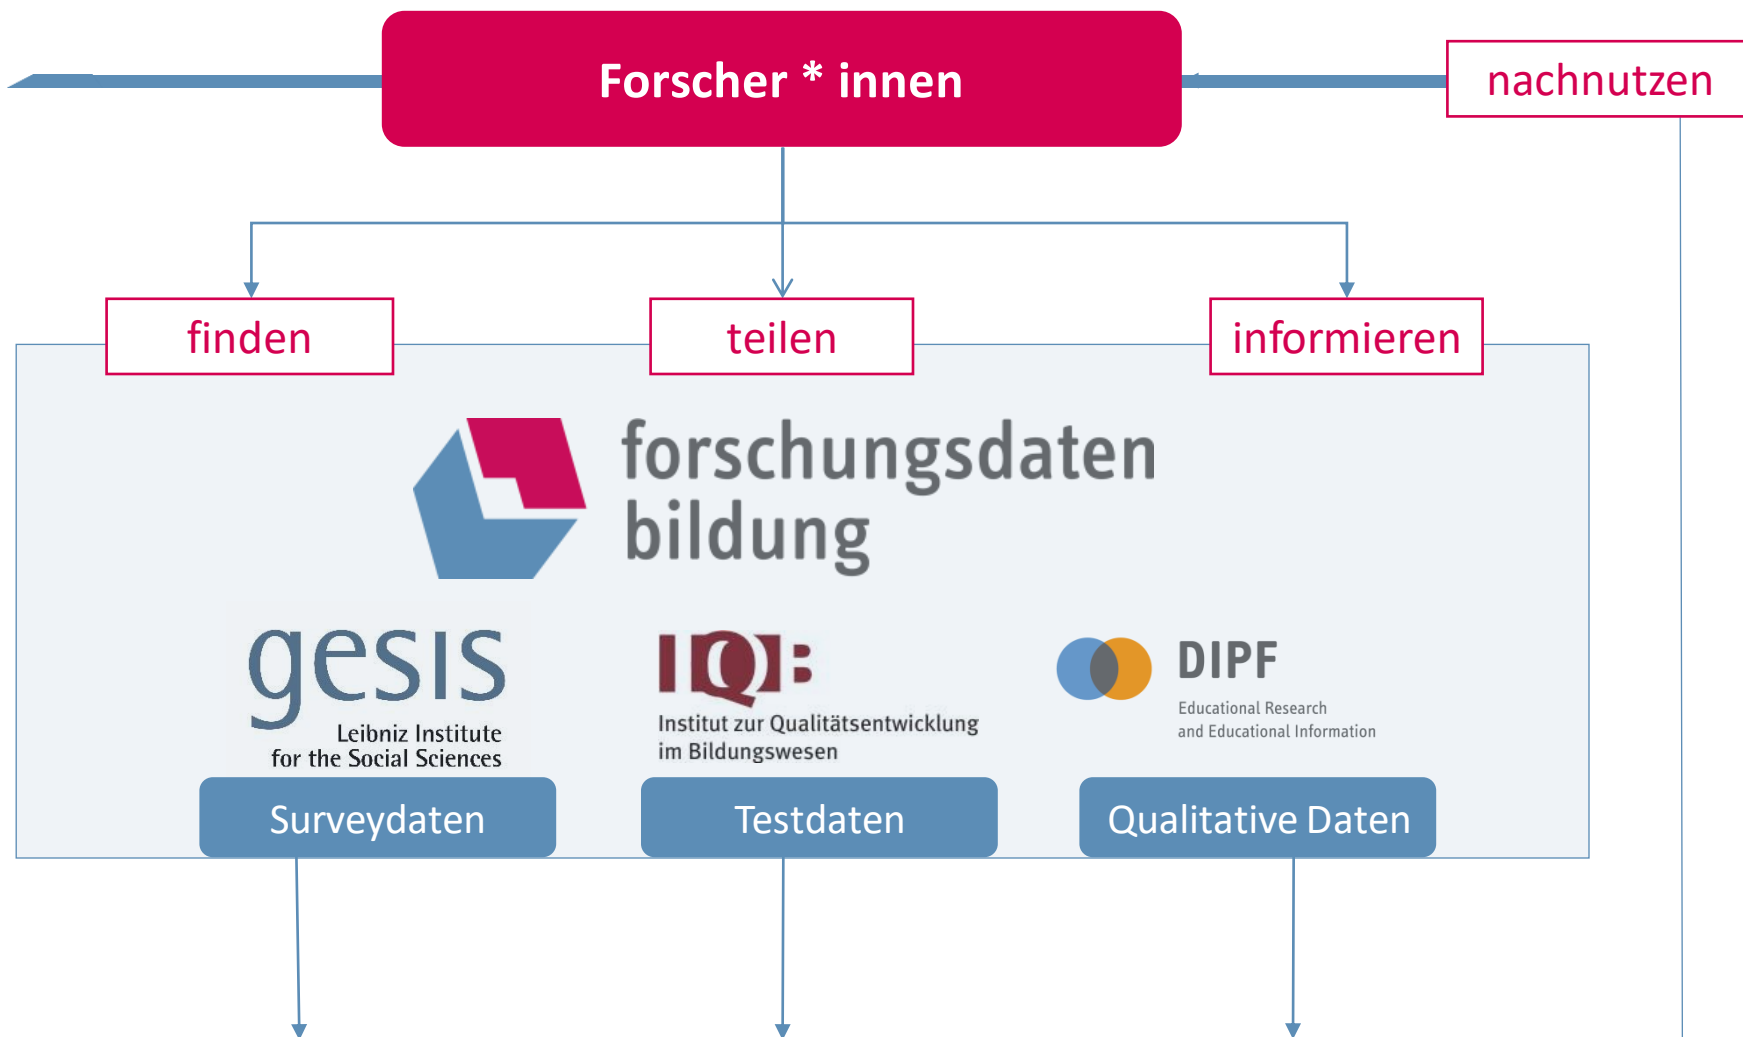 Forscher * innen
nachnutzen
finden
teilen
informieren
forschungsdaten
bildung
gesis
Leibniz Institute
for the Social Sciences
IQB
Institut zur Qualitätsentwicklung
im Bildungswesen
DIPF
Educational Research
and Educational Information
Surveydaten
Testdaten
Qualitative Daten